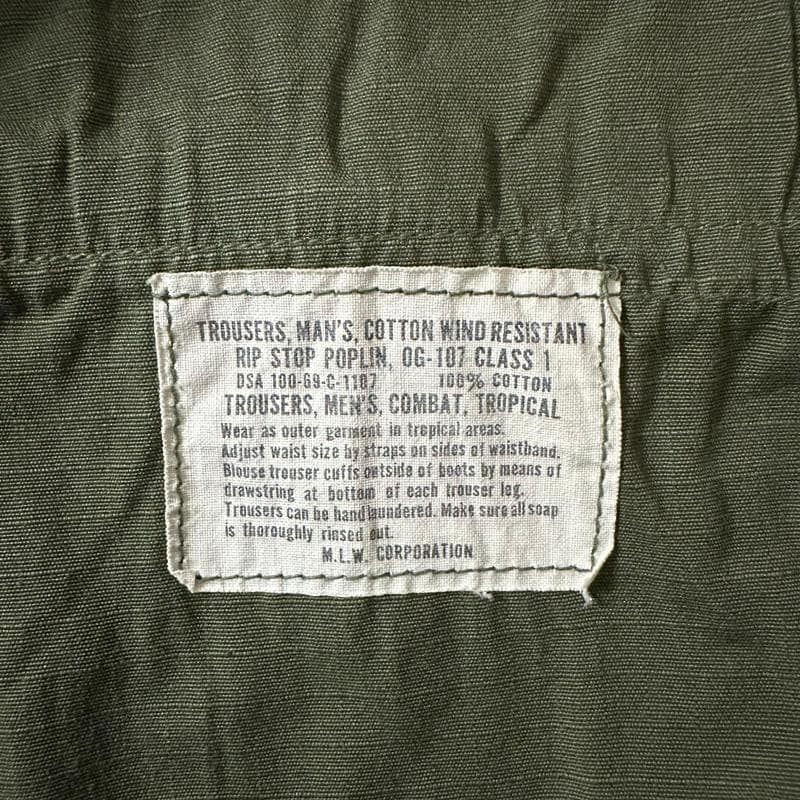 TROUSERS, MAN'S, COTTON WIND RESISTANT
RIP STOP POPLIN, OG-107 CLASS 1
DSA 100-69-C-1107 100% COTTON
TROUSERS, MEN'S, COMBAT, TROPICAL
Wear as outer garment in tropical areas.
Adjust waist size by straps on sides of waistband.
Blouse trouser cuffs outside of boots by means of
drawstring at bottom of each trouser leg.
Trousers can be hand laundered. Make sure all soap
is thoroughly rinsed out.
M.L.W. CORPORATION